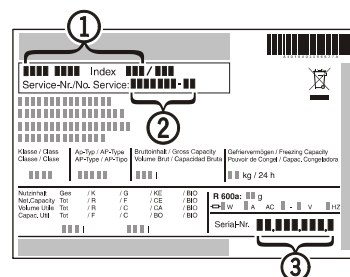 1
Index /
Service-Nr./No. Service: -
2
Klasse / Class Ap-Typ / AP-Type Bruttoinhalt / Gross Capacity Gefriervermögen / Freezing Capacity
Classe / Clase AP-Type / AP-Tipo Volume Brut / Capacidad Bruta Pouvoir de Congel / Capac. Congeladora
l kg / 24 h
Nutzinhalt Ges / K / G / KE / BIO
Net.Capacity Tot / R / F / CE / BIO
Volume Utile Tot / R / C / CA / BIO
Capac. Util Tot / F / C / BO / BIO
l l
R 600a: g
W A AC - V HZ
Serial-Nr.
3